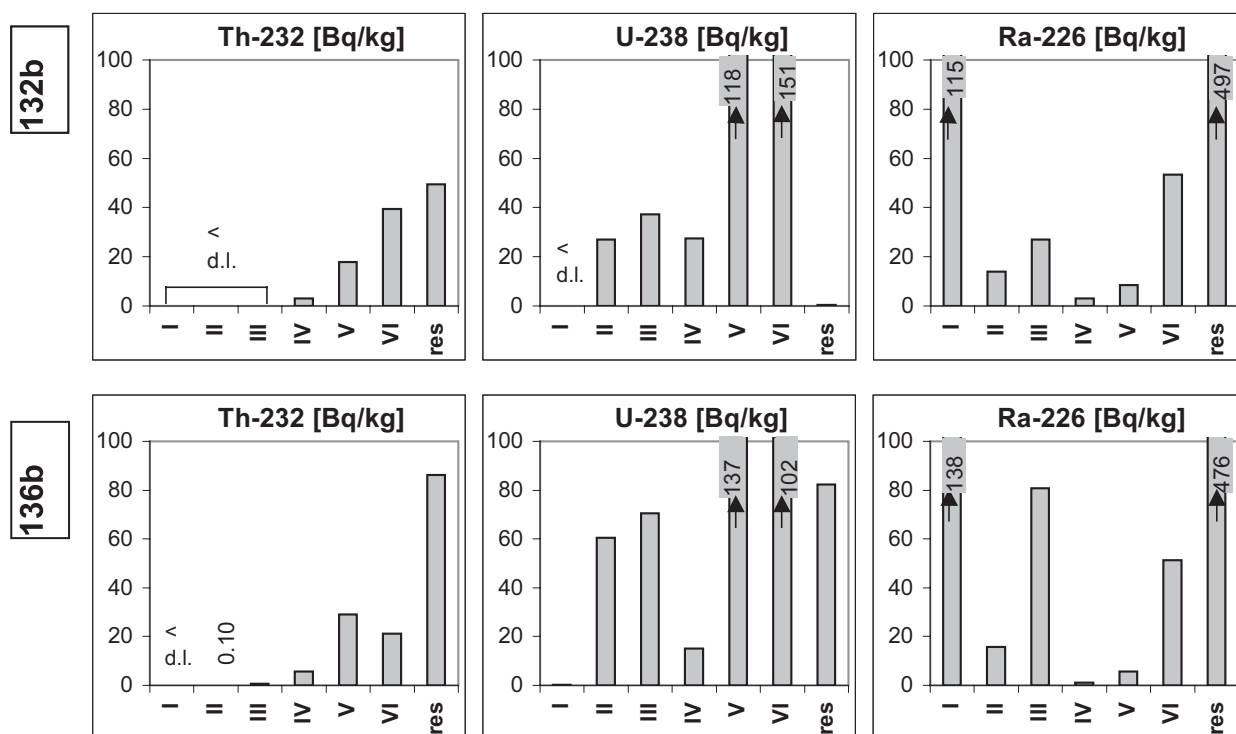 132b
Th-232 [Bq/kg]
100
80
60
40
20
0
<
d.l.
I
II
III
IV
V
VI
res
U-238 [Bq/kg]
100
80
60
40
20
0
<
d.l.
118
151
I
II
III
IV
V
VI
res
Ra-226 [Bq/kg]
100
80
60
40
20
0
115
497
I
II
III
IV
V
VI
res
136b
Th-232 [Bq/kg]
100
80
60
40
20
0
<
d.l.
0.10
I
II
III
IV
V
VI
res
U-238 [Bq/kg]
100
80
60
40
20
0
137
102
I
II
III
IV
V
VI
res
Ra-226 [Bq/kg]
100
80
60
40
20
0
138
476
I
II
III
IV
V
VI
res